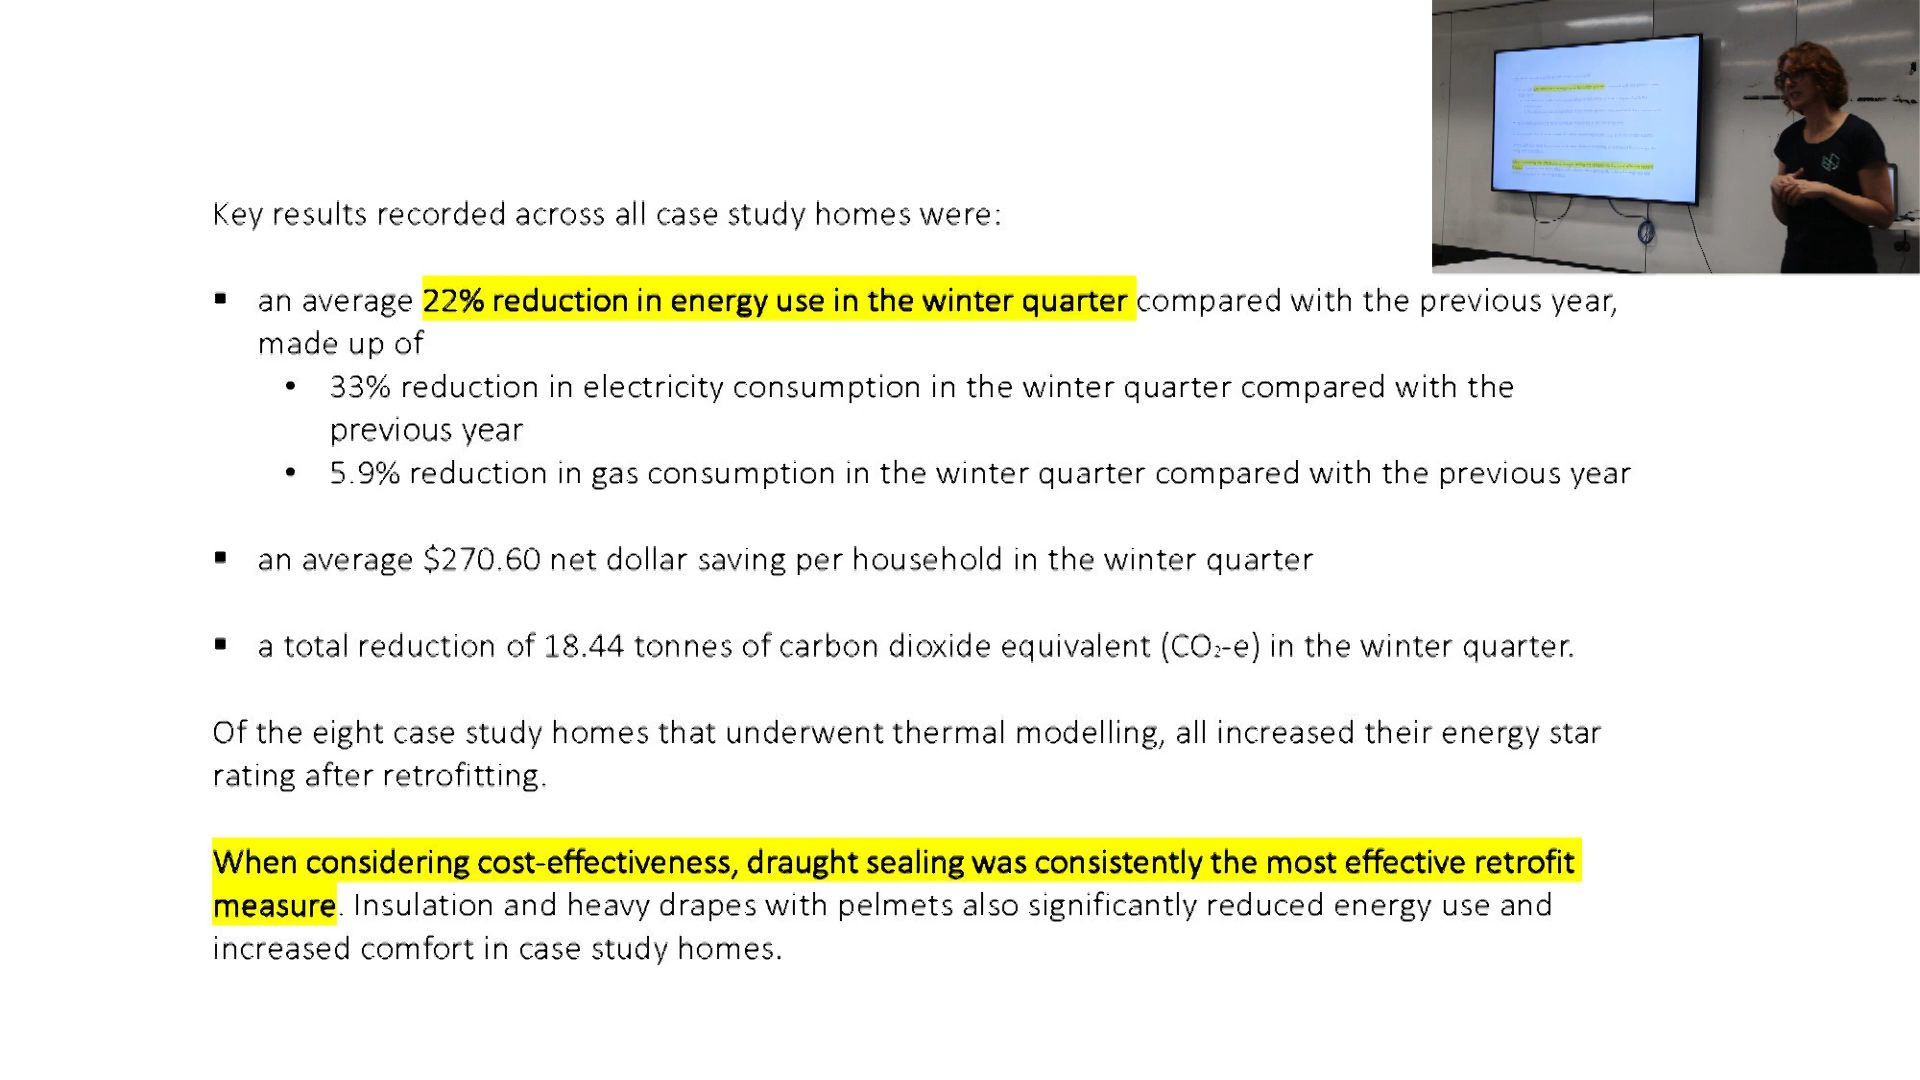 Key results recorded across all case study homes were:
▪ an average 22% reduction in energy use in the winter quarter compared with the previous year,
made up of
• 33% reduction in electricity consumption in the winter quarter compared with the
previous year
• 5.9% reduction in gas consumption in the winter quarter compared with the previous year
▪ an average $270.60 net dollar saving per household in the winter quarter
▪ a total reduction of 18.44 tonnes of carbon dioxide equivalent (CO₂-e) in the winter quarter.
Of the eight case study homes that underwent thermal modelling, all increased their energy star
rating after retrofitting.
When considering cost-effectiveness, draught sealing was consistently the most effective retrofit
measure. Insulation and heavy drapes with pelmets also significantly reduced energy use and
increased comfort in case study homes.